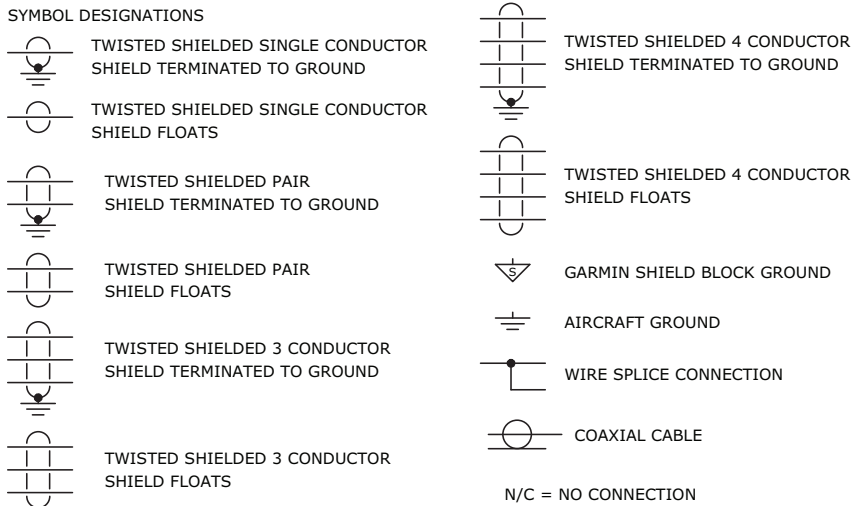 SYMBOL DESIGNATIONS
TWISTED SHIELDED SINGLE CONDUCTOR
SHIELD TERMINATED TO GROUND
TWISTED SHIELDED SINGLE CONDUCTOR
SHIELD FLOATS
TWISTED SHIELDED PAIR
SHIELD TERMINATED TO GROUND
TWISTED SHIELDED PAIR
SHIELD FLOATS
TWISTED SHIELDED 3 CONDUCTOR
SHIELD TERMINATED TO GROUND
TWISTED SHIELDED 3 CONDUCTOR
SHIELD FLOATS
TWISTED SHIELDED 4 CONDUCTOR
SHIELD TERMINATED TO GROUND
TWISTED SHIELDED 4 CONDUCTOR
SHIELD FLOATS
S
GARMIN SHIELD BLOCK GROUND
AIRCRAFT GROUND
WIRE SPLICE CONNECTION
COAXIAL CABLE
N/C = NO CONNECTION